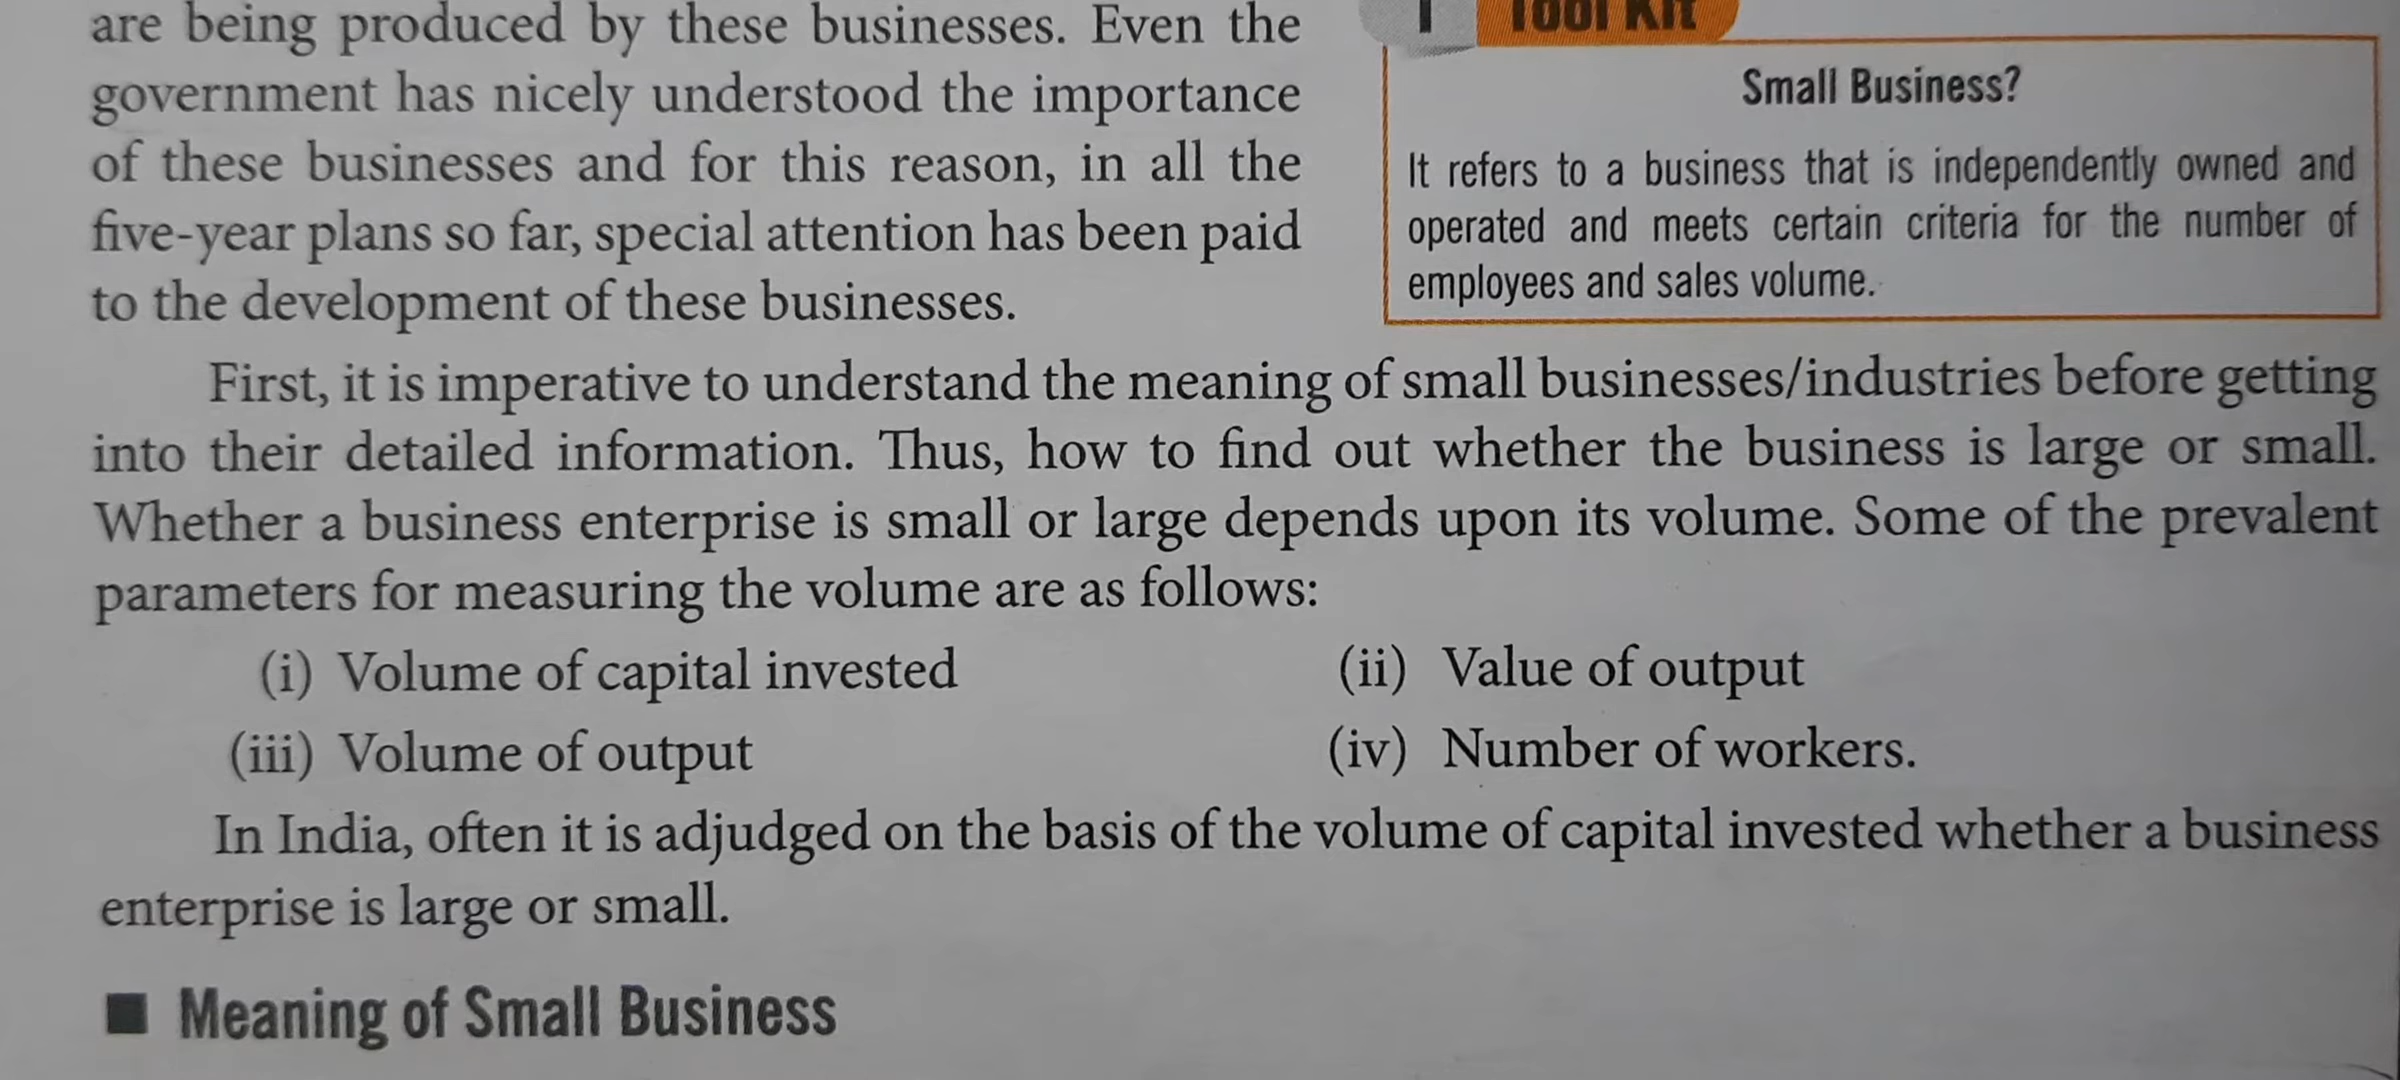 are being produced by these businesses. Even the
government has nicely understood the importance
of these businesses and for this reason, in all the
five-year plans so far, special attention has been paid
to the development of these businesses.
1 Tool Kit
Small Business?
It refers to a business that is independently owned and
operated and meets certain criteria for the number of
employees and sales volume.
First, it is imperative to understand the meaning of small businesses/industries before getting
into their detailed information. Thus, how to find out whether the business is large or small.
Whether a business enterprise is small or large depends upon its volume. Some of the prevalent
parameters for measuring the volume are as follows:
(i) Volume of capital invested
(ii) Value of output
(iii) Volume of output
(iv) Number of workers.
In India, often it is adjudged on the basis of the volume of capital invested whether a business
enterprise is large or small.
■ Meaning of Small Business